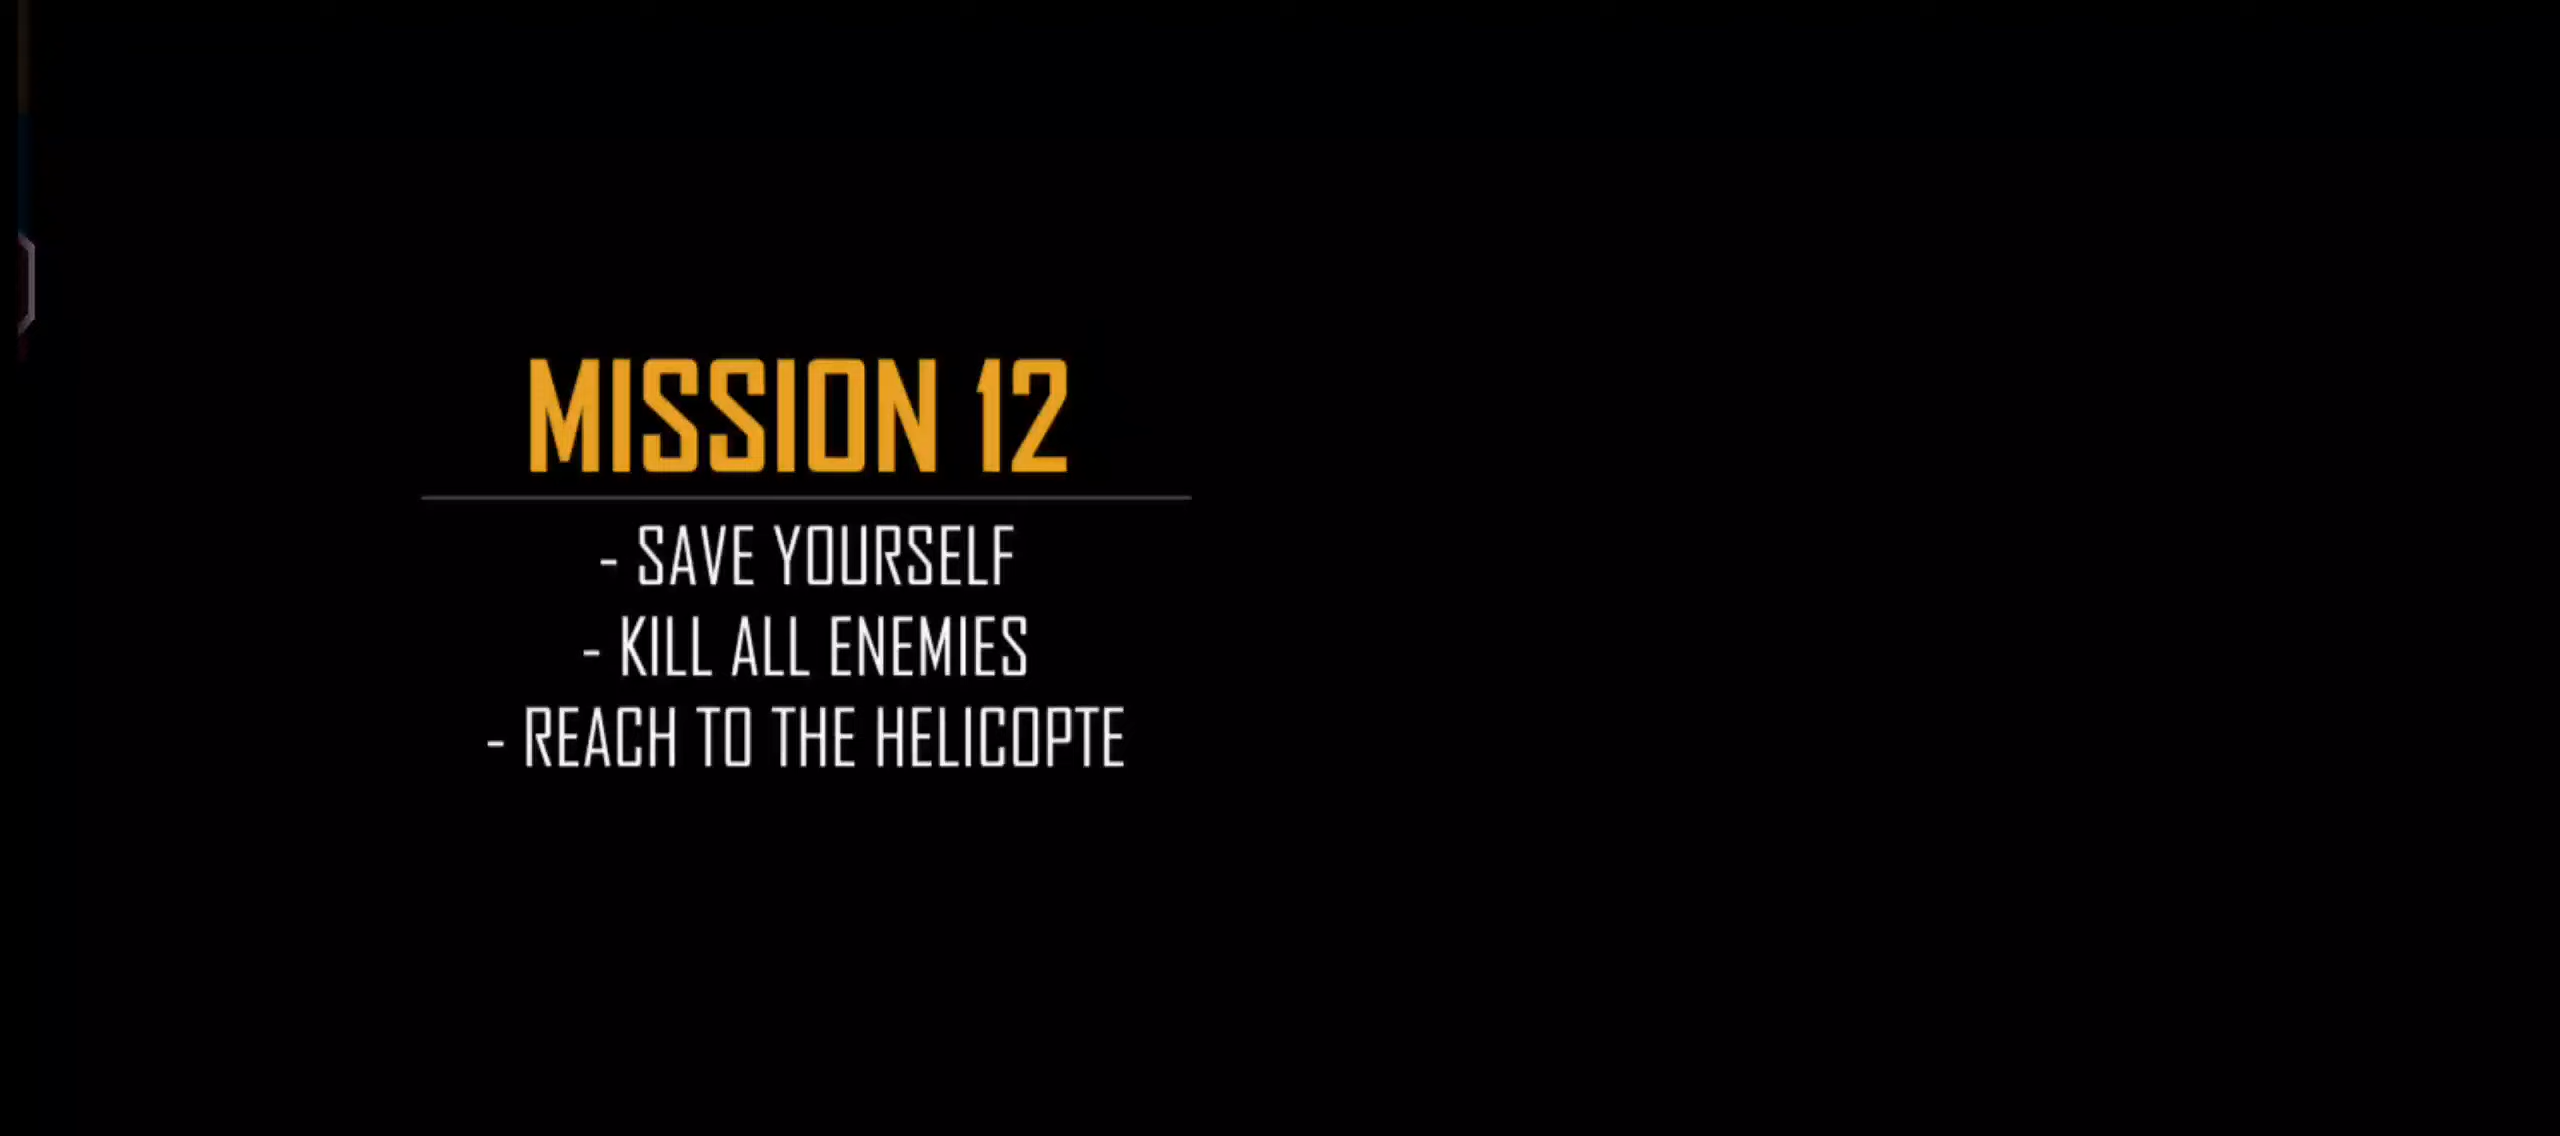 MISSION 12
- SAVE YOURSELF
- KILL ALL ENEMIES
- REACH TO THE HELICOPTE